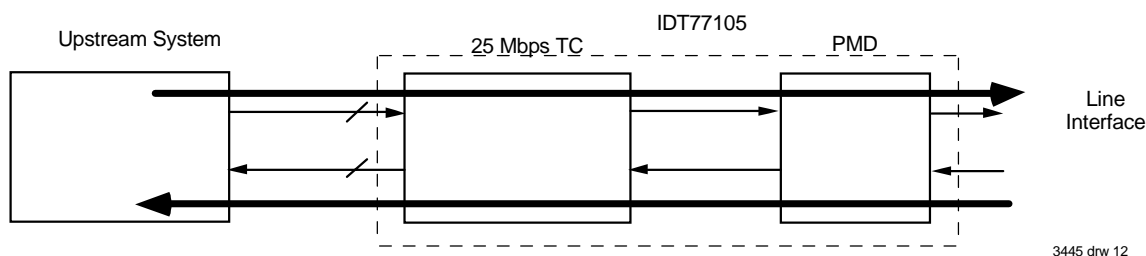 IDT77105
Upstream System
25 Mbps TC
PMD
Line
Interface
3445 drw 12